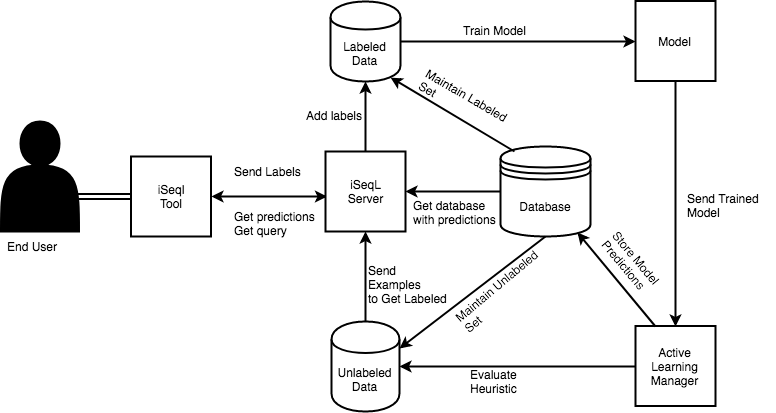 Labeled
Data
Train Model
Model
Maintain Labeled
Set
Add labels
iSeql
Tool
Send Labels
Get predictions
Get query
iSeqL
Server
Get database
with predictions
Database
Send Trained
Model
End User
Store Model
Predictions
Send
Examples
to Get Labeled
Maintain Unlabeled
Set
Unlabeled
Data
Evaluate
Heuristic
Active
Learning
Manager